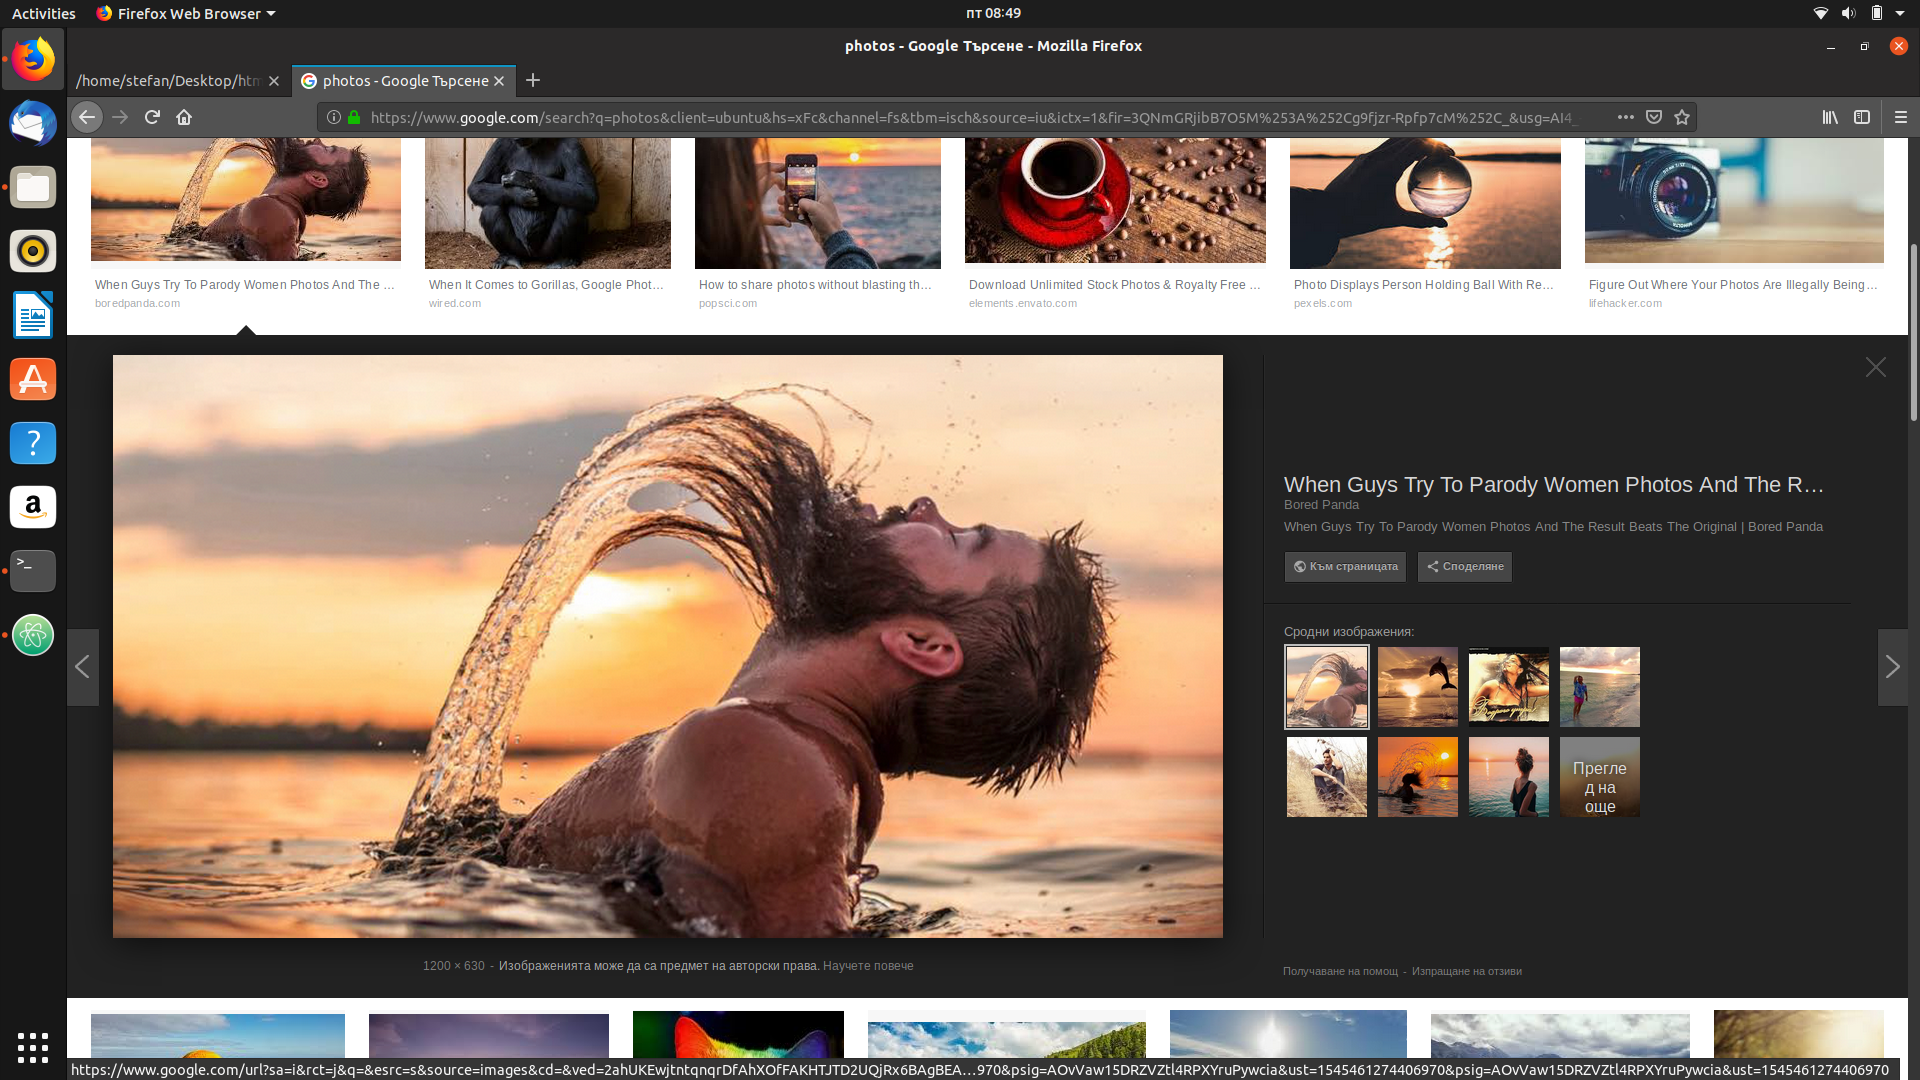 Activities
Firefox Web Browser
пт 08:49
photos - Google Търсене - Mozilla Firefox
/home/stefan/Desktop/htm
photos - Google Търсене
https://www.google.com/search?q=photos&client=ubuntu&hs=xFc&channel=fs&tbm=isch&source=iu&ictx=1&fir=3QNmGRjibB7O5M%253A%252Cg9fjzr-Rpfp7cM%252C_&usg=AI4_
When Guys Try To Parody Women Photos And The ...
boredpanda.com
When It Comes to Gorillas, Google Phot...
wired.com
How to share photos without blasting th...
popsci.com
Download Unlimited Stock Photos & Royalty Free ...
elements.envato.com
Photo Displays Person Holding Ball With Re...
pexels.com
Figure Out Where Your Photos Are Illegally Being...
lifehacker.com
When Guys Try To Parody Women Photos And The R...
Bored Panda
When Guys Try To Parody Women Photos And The Result Beats The Original | Bored Panda
Към страницата
Споделяне
Сродни изображения:
Преглед на още
1200 × 630 - Изображенията може да са предмет на авторски права. Научете повече
Получаване на помощ - Изпращане на отзиви
https://www.google.com/url?sa=i&rct=j&q=&esrc=s&source=images&cd=&ved=2ahUKEwjtntqnqrDfAhXOfFAKHTJTD2UQjRx6BAgBEA…970&psig=AOvVaw15DRZVZtl4RPXYruPywcia&ust=1545461274406970&psig=AOvVaw15DRZVZtl4RPXYruPywcia&ust=1545461274406970